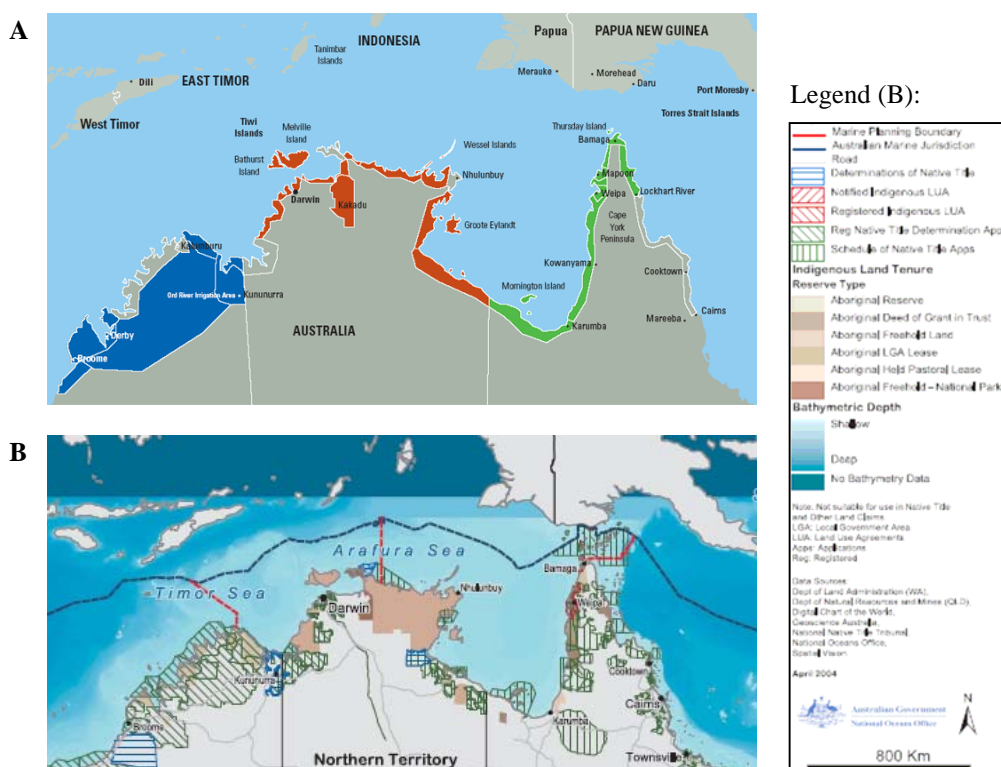 A
INDONESIA
Papua
PAPUA NEW GUINEA
Tanimbar
Islands
Merauke
Morehead
Daru
Dili
EAST TIMOR
Port Moresby
West Timor
Torres Strait Islands
Tiwi
Islands
Melville
Island
Thursday Island
Bamaga
Bathurst
Island
Wessel Islands
Nhulunbuy
Mapoon
Weipa
Lockhart River
Darwin
Kakadu
Groote Eylandt
Cape
York
Peninsula
Kalumburu
Kowanyama
Cooktown
Ord River Irrigation Area
Kununurra
Mornington Island
Derby
AUSTRALIA
Karumba
Mareeba
Cairns
Broome
B
Arafura Sea
Timor Sea
Bamaga
Nhulunbuy
Weipa
Darwin
Kununurra
Cooktown
Cairns
Broome
Karumba
Northern Territory
Townsville
Legend (B):
Marine Planning Boundary
Australian Marine Jurisdiction
Road
Determinations of Native Title
Notified Indigenous LUA
Registered Indigenous LUA
Reg Native Title Determination App
Schedule of Native Title Apps
Indigenous Land Tenure
Reserve Type
Aboriginal Reserve
Aboriginal Deed of Grant in Trust
Aboriginal Freehold Land
Aboriginal LGA Lease
Aboriginal Held Pastoral Lease
Aboriginal Freehold – National Park
Bathymetric Depth
Shallow
Deep
No Bathymetry Data
Note: Not suitable for use in Native Title
and Other Land Claims
LGA: Local Government Area
LUA: Land Use Agreements
Apps: Applications
Reg: Registered
Data Sources:
Dept of Land Administration (WA),
Dept of Natural Resources and Mines (QLD),
Digital Chart of the World,
Geoscience Australia,
National Native Title Tribunal,
National Oceans Office,
Spatial Vision
April 2004
Australian Government
National Oceans Office
N
800 Km